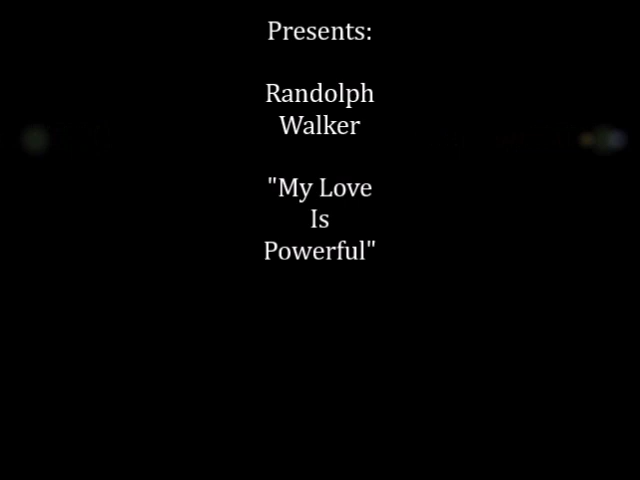 Presents:
Randolph
Walker
"My Love
Is
Powerful"